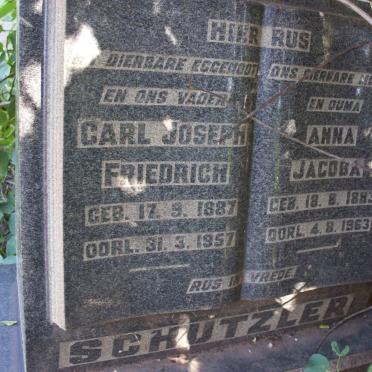 HIER RUS
DIERBARE EGGENOOT
EN ONS VADER
CARL JOSEPH
FRIEDRICH
GEB. 17. 9. 1887
OORL. 31. 3. 1957
ONS DIERBARE
EN OUMA
ANNA
JACOBA
GEB. 18. 8. 1893
OORL. 4. 8. 1963
RUS IN VREDE
SCHUTZLER